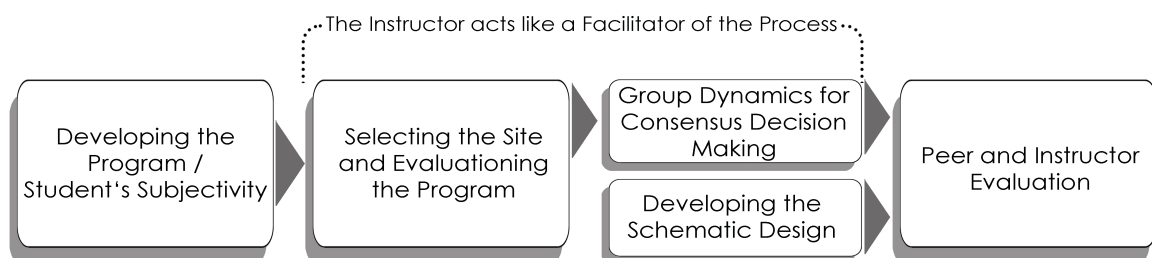 The Instructor acts like a Facilitator of the Process
Developing the
Program /
Student‘s Subjectivity
Selecting the Site
and Evaluationing
the Program
Group Dynamics for
Consensus Decision
Making
Developing the
Schematic Design
Peer and Instructor
Evaluation